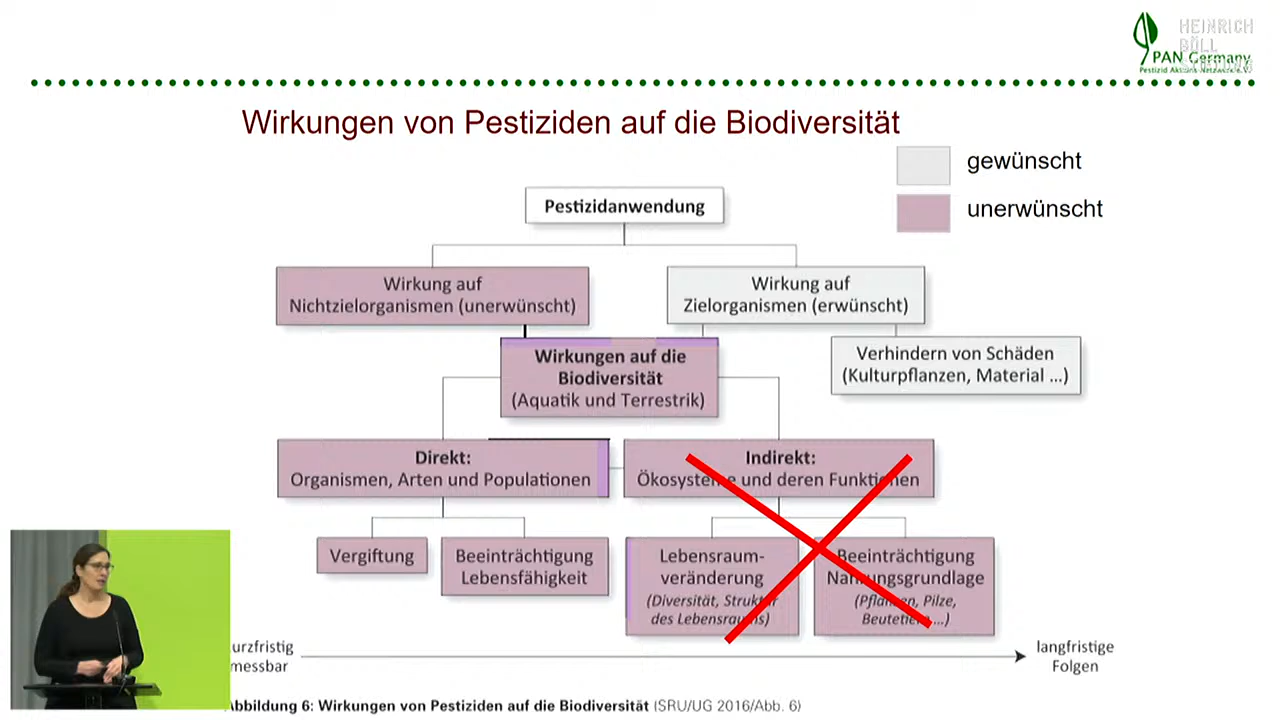 HEINRICH
BÖLL
PAN Germany
Pestizid Aktions-Netzwerk e.V.
Wirkungen von Pestiziden auf die Biodiversität
gewünscht
unerwünscht
Pestizidanwendung
Wirkung auf
Nichtzielorganismen (unerwünscht)
Wirkung auf
Zielorganismen (erwünscht)
Wirkungen auf die
Biodiversität
(Aquatik und Terrestrik)
Verhindern von Schäden
(Kulturpflanzen, Material ...)
Direkt:
Organismen, Arten und Populationen
Indirekt:
Ökosysteme und deren Funktionen
Vergiftung
Beeinträchtigung
Lebensfähigkeit
Lebensraum-
veränderung
(Diversität, Struktur
des Lebensraums)
Beeinträchtigung
Nahrungsgrundlage
(Pflanzen, Pilze,
Beutetiere ...)
urzfristig
messbar
langfristige
Folgen
Abbildung 6: Wirkungen von Pestiziden auf die Biodiversität (SRU/UG 2016/Abb. 6)